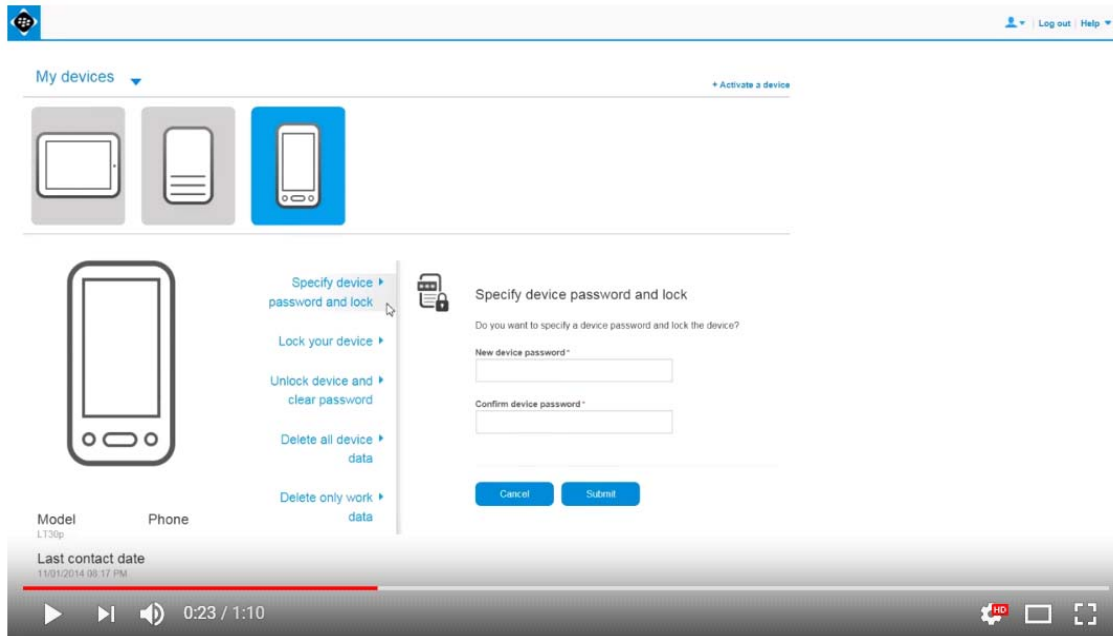 Log out
Help
My devices
+ Activate a device
Specify device
password and lock
Lock your device
Unlock device and
clear password
Delete all device
data
Delete only work
data
Specify device password and lock
Do you want to specify a device password and lock the device?
New device password*
Confirm device password*
Cancel
Submit
Model
LT30p
Phone
Last contact date
11/01/2014 08:17 PM
0:23 / 1:10
HD